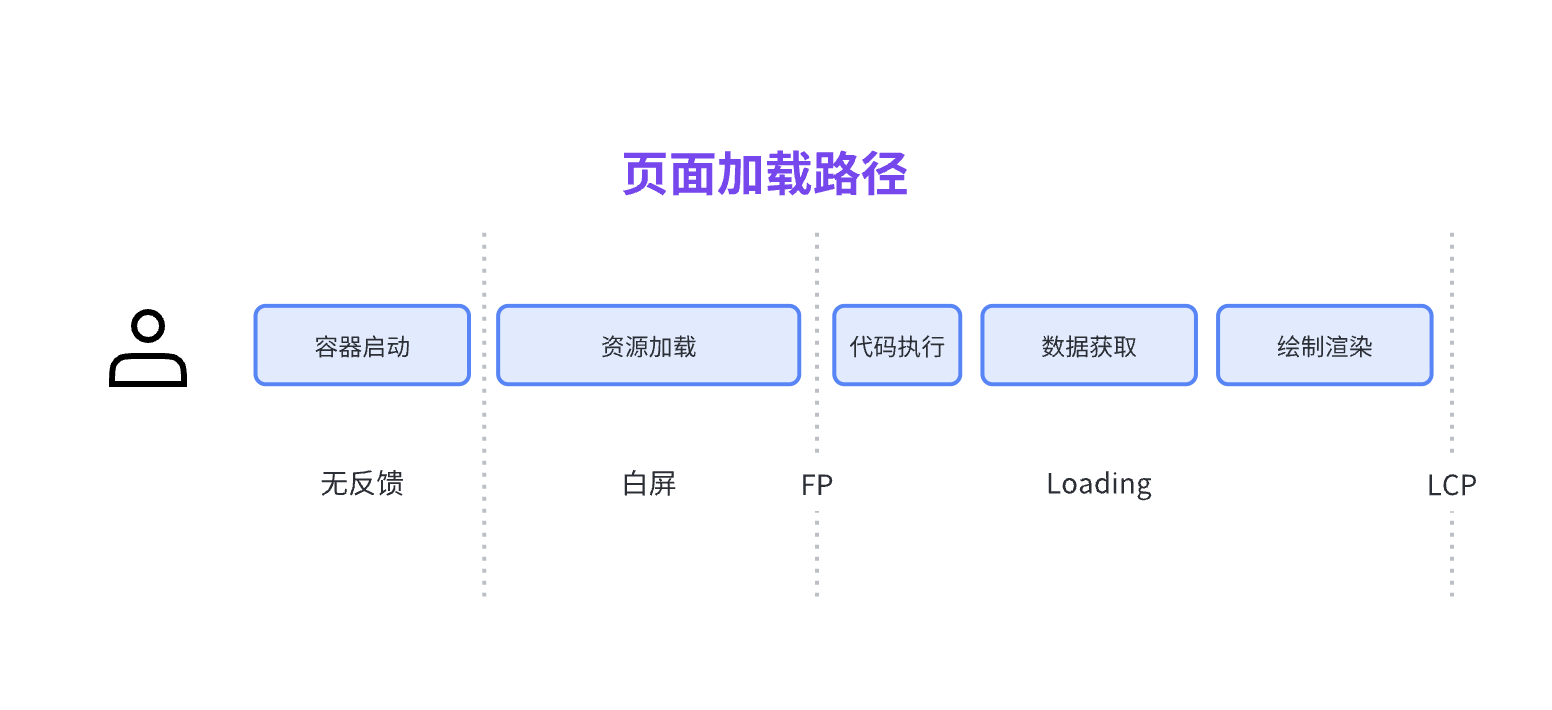 页面加载路径
容器启动
资源加载
代码执行
数据获取
绘制渲染
无反馈
白屏
FP
Loading
LCP